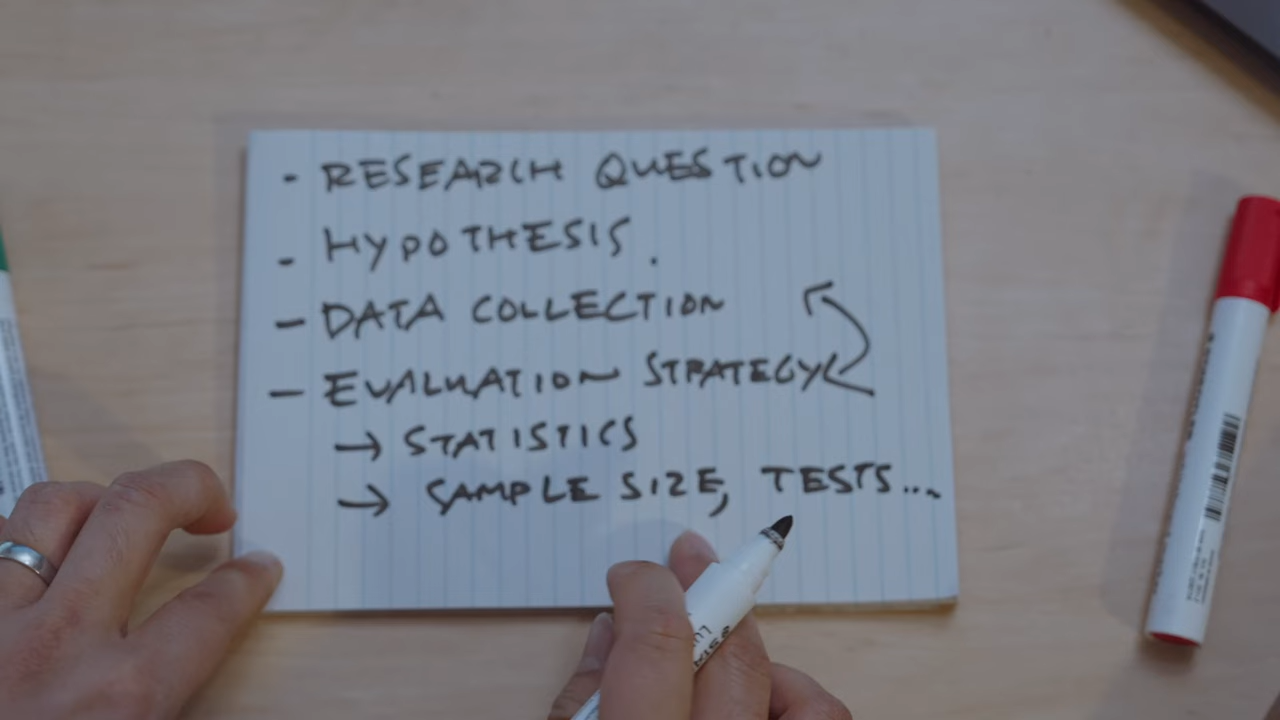 - RESEARCH QUESTION
- HYPOTHESIS.
- DATA COLLECTION
- EVALUATION STRATEGY
→ STATISTICS
→ SAMPLE SIZE, TESTS...